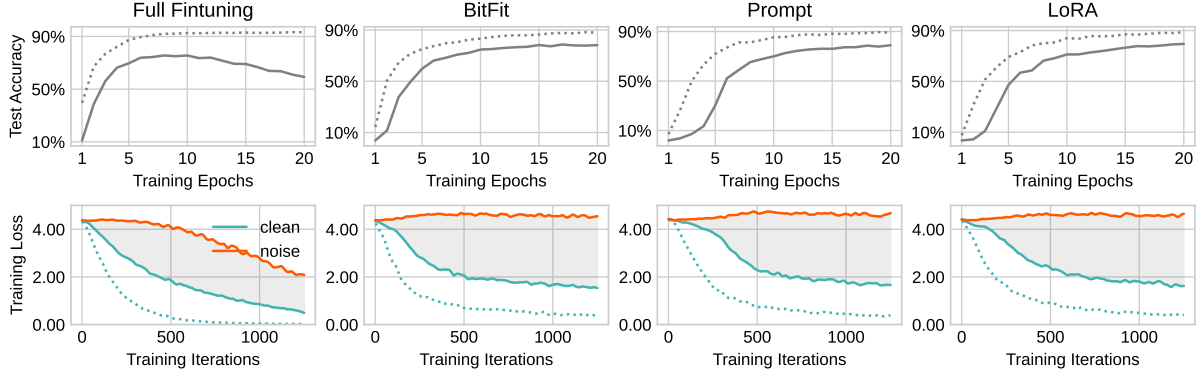 Full Fintuning
BitFit
Prompt
LoRA
Test Accuracy
90%
50%
10%
1 5 10 15 20
Training Epochs
90%
50%
10%
1 5 10 15 20
Training Epochs
90%
50%
10%
1 5 10 15 20
Training Epochs
90%
50%
10%
1 5 10 15 20
Training Epochs
Training Loss
4.00
2.00
0.00
clean
noise
0 500 1000
Training Iterations
4.00
2.00
0.00
0 500 1000
Training Iterations
4.00
2.00
0.00
0 500 1000
Training Iterations
4.00
2.00
0.00
0 500 1000
Training Iterations